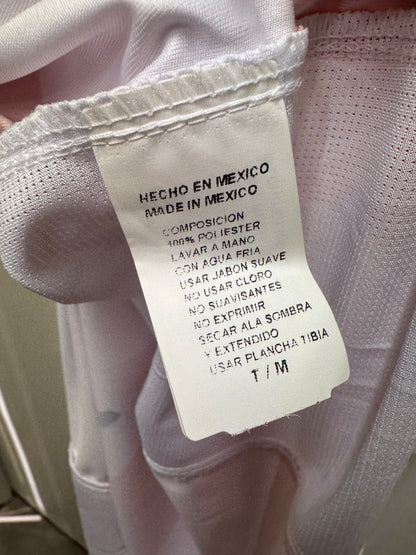 HECHO EN MEXICO
MADE IN MEXICO
COMPOSICION
100% POLIESTER
LAVAR A MANO
CON AGUA FRIA
USAR JABON SUAVE
NO USAR CLORO
NO SUAVISANTES
NO EXPRIMIR
SECAR ALA SOMBRA
Y EXTENDIDO
USAR PLANCHA TIBIA
T / M